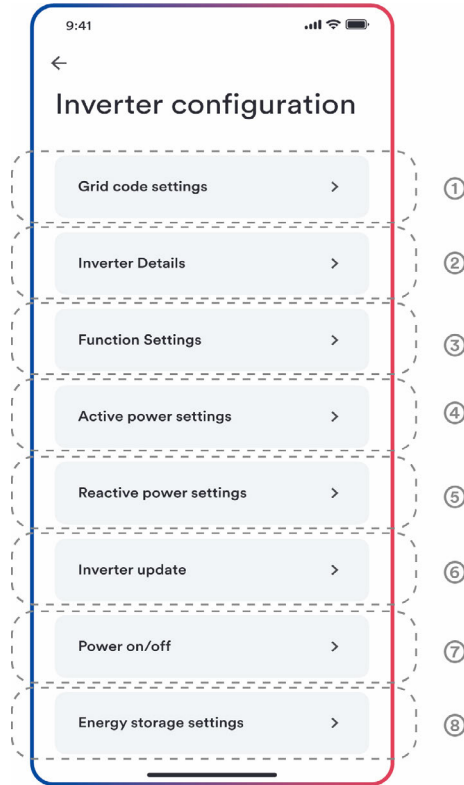 9:41
Inverter configuration
Grid code settings
①
Inverter Details
②
Function Settings
③
Active power settings
④
Reactive power settings
⑤
Inverter update
⑥
Power on/off
⑦
Energy storage settings
⑧